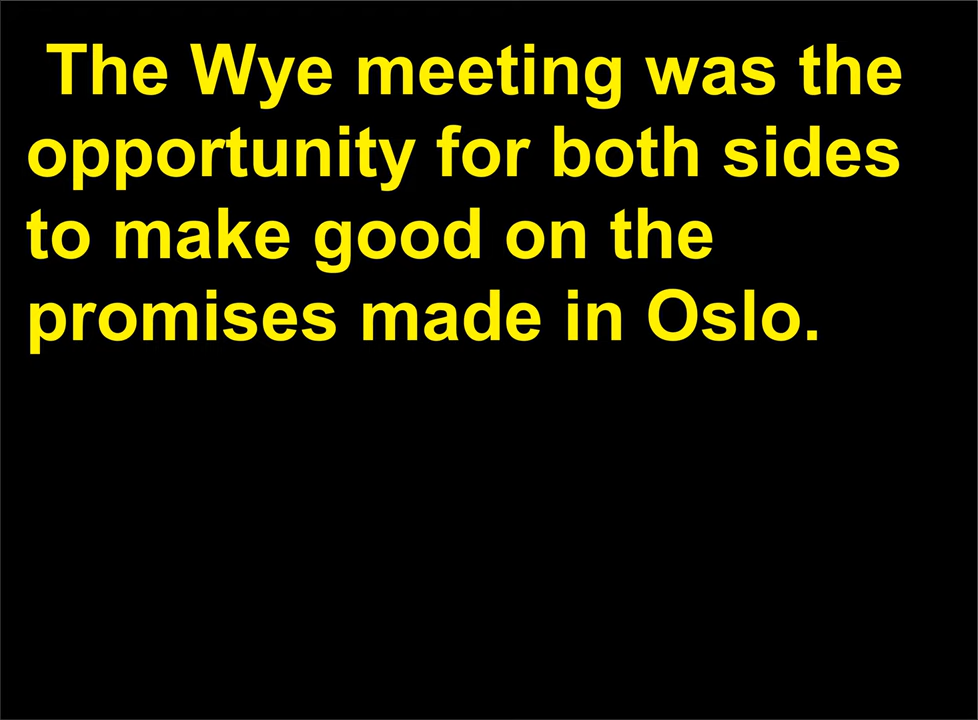 The Wye meeting was the
opportunity for both sides
to make good on the
promises made in Oslo.